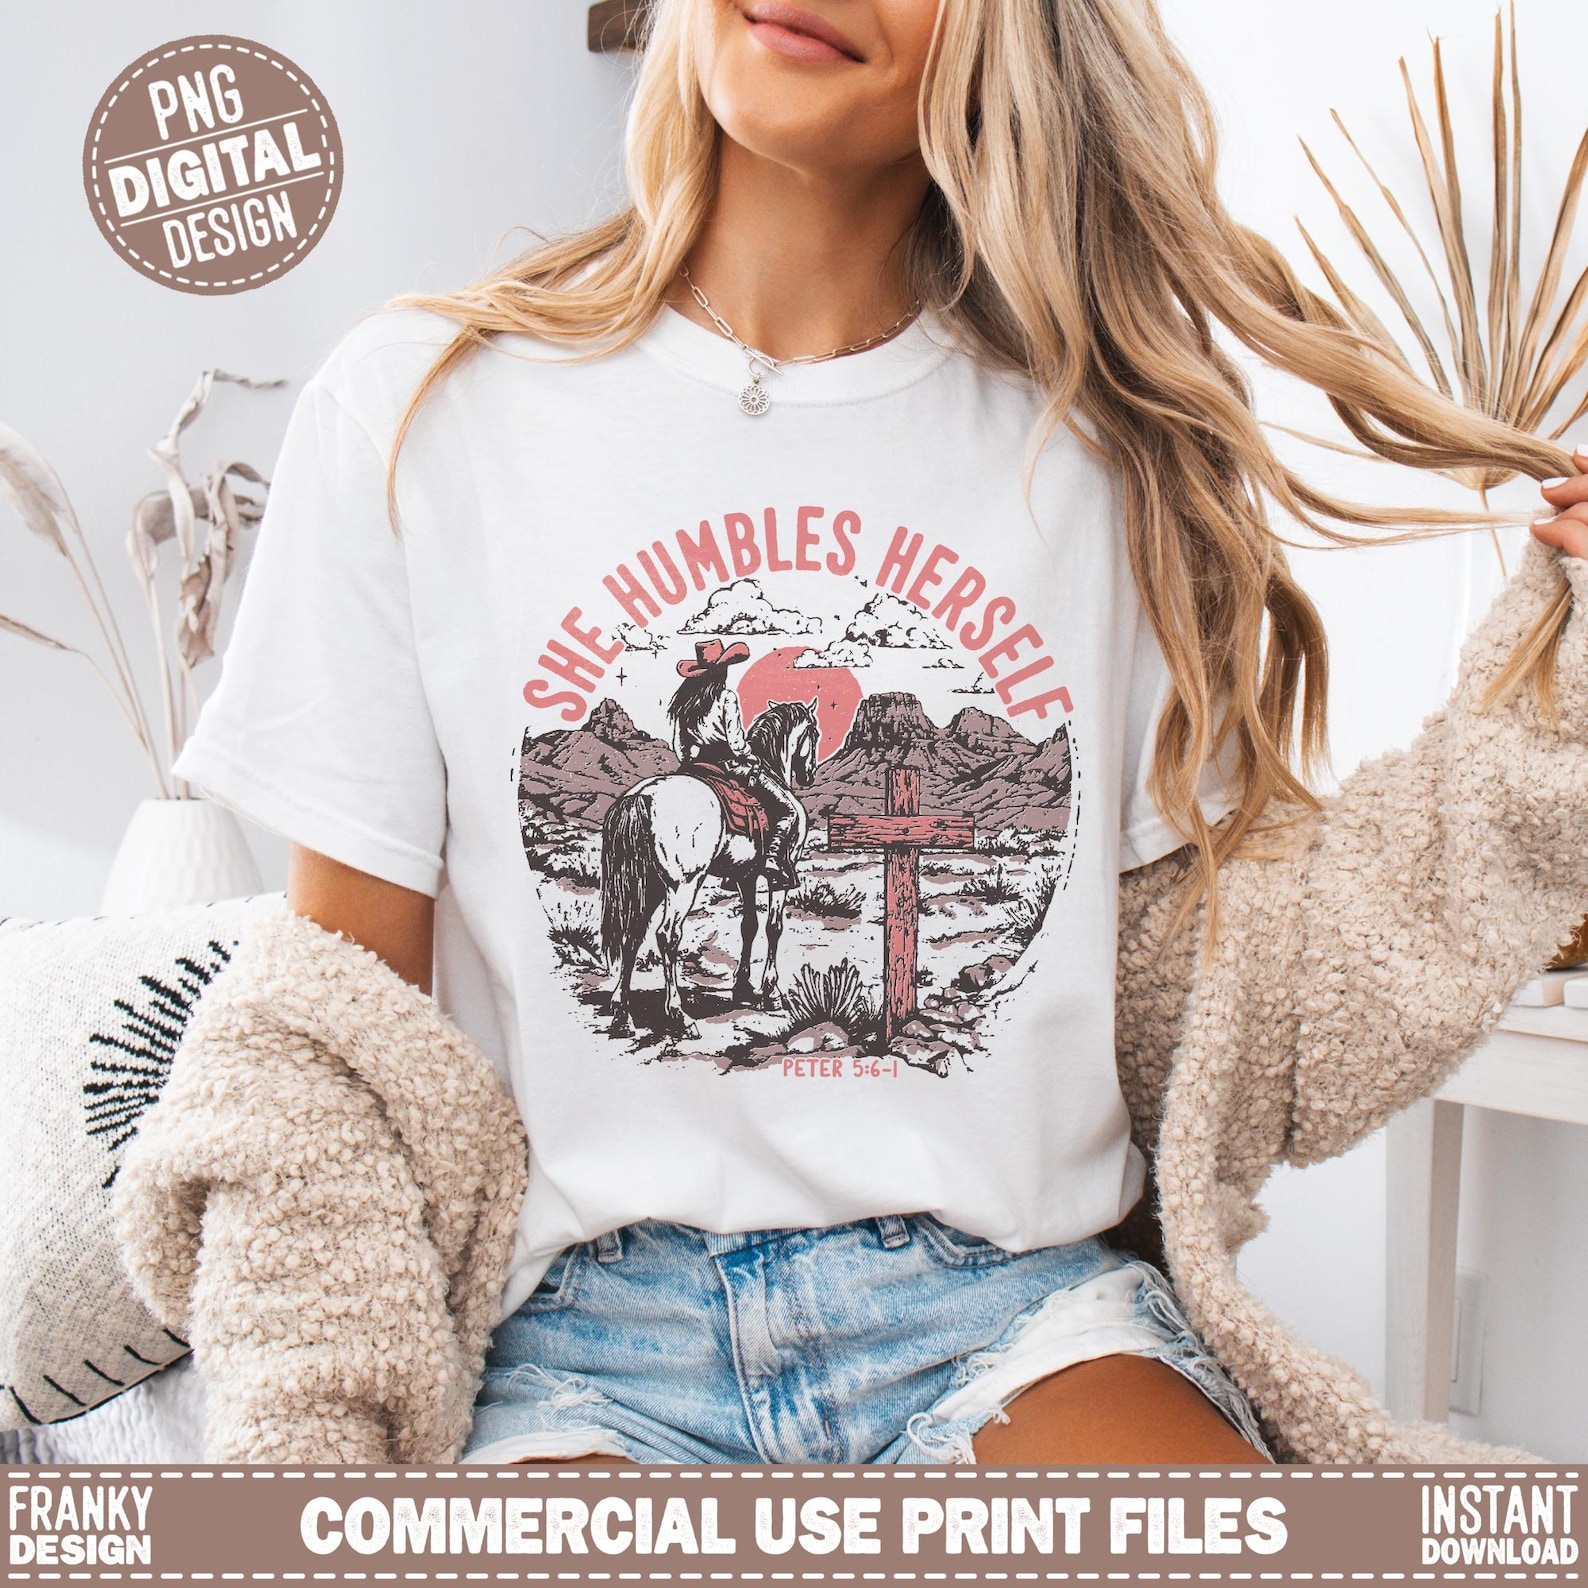 PNG
DIGITAL
DESIGN
SHE HUMBLES HERSELF
PETER 5:6-1
FRANKY
DESIGN
COMMERCIAL USE PRINT FILES
INSTANT
DOWNLOAD